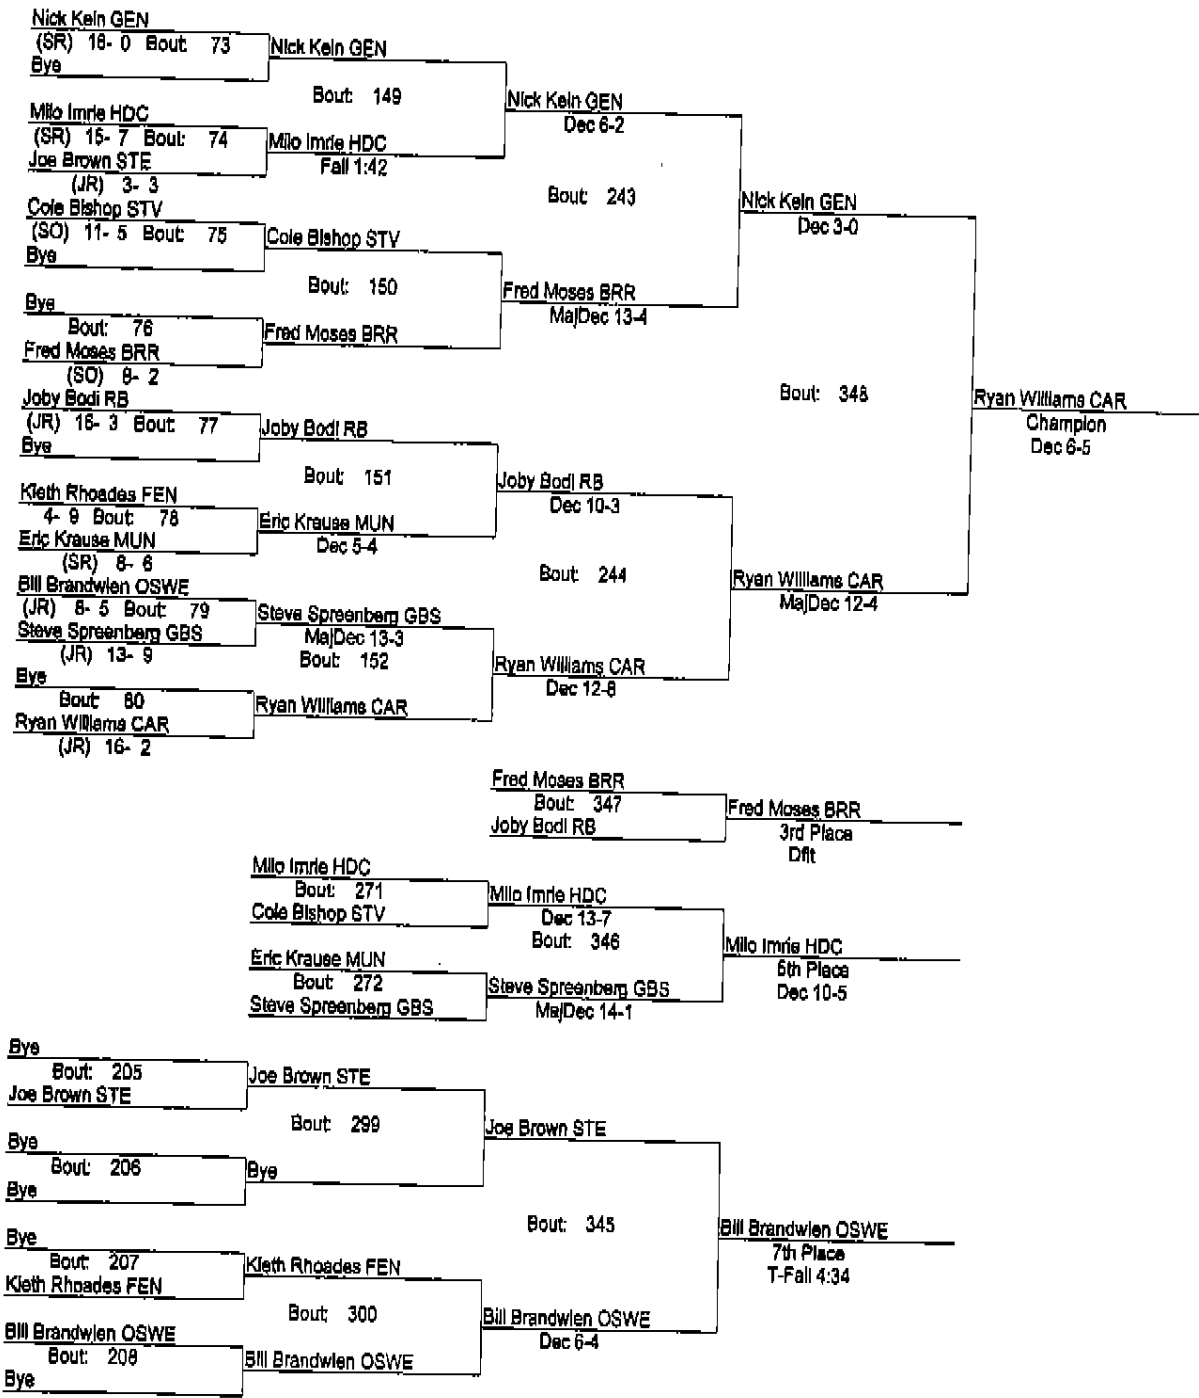 Nick Kein GEN
(SR) 16- 0 Bout: 73
Bye
Nick Kein GEN
Bout: 149
Milo Imrie HDC
(SR) 15- 7 Bout: 74
Joe Brown STE
(JR) 3- 3
Milo Imrie HDC
Fall 1:42
Nick Kein GEN
Dec 6-2
Bout: 243
Cole Bishop STV
(SO) 11- 5 Bout: 75
Bye
Cole Bishop STV
Bout: 150
Bye
Bout: 76
Fred Moses BRR
(SO) 8- 2
Fred Moses BRR
Fred Moses BRR
MajDec 13-4
Nick Kein GEN
Dec 3-0
Bout: 348
Joby Bodi RB
(JR) 16- 3 Bout: 77
Bye
Joby Bodi RB
Bout: 151
Kieth Rhoades FEN
4- 9 Bout: 78
Eric Krause MUN
(SR) 8- 6
Eric Krause MUN
Dec 5-4
Joby Bodi RB
Dec 10-3
Bout: 244
Bill Brandwien OSWE
(JR) 8- 5 Bout: 79
Steve Spreenberg GBS
(JR) 13- 9
Steve Spreenberg GBS
MajDec 13-3
Bout: 152
Bye
Bout: 80
Ryan Williams CAR
(JR) 16- 2
Ryan Williams CAR
Ryan Williams CAR
Dec 12-8
Ryan Williams CAR
MajDec 12-4
Ryan Williams CAR
Champion
Dec 6-5
Fred Moses BRR
Bout: 347
Joby Bodi RB
Fred Moses BRR
3rd Place
Dflt
Milo Imrie HDC
Bout: 271
Cole Bishop STV
Milo Imrie HDC
Dec 13-7
Bout: 346
Eric Krause MUN
Bout: 272
Steve Spreenberg GBS
Steve Spreenberg GBS
MajDec 14-1
Milo Imrie HDC
5th Place
Dec 10-5
Bye
Bout: 205
Joe Brown STE
Joe Brown STE
Bout: 299
Bye
Bout: 206
Bye
Bye
Joe Brown STE
Bout: 345
Bye
Bout: 207
Kieth Rhoades FEN
Kieth Rhoades FEN
Bout: 300
Bill Brandwien OSWE
Bout: 208
Bye
Bill Brandwien OSWE
Bill Brandwien OSWE
Dec 6-4
Bill Brandwien OSWE
7th Place
T-Fall 4:34